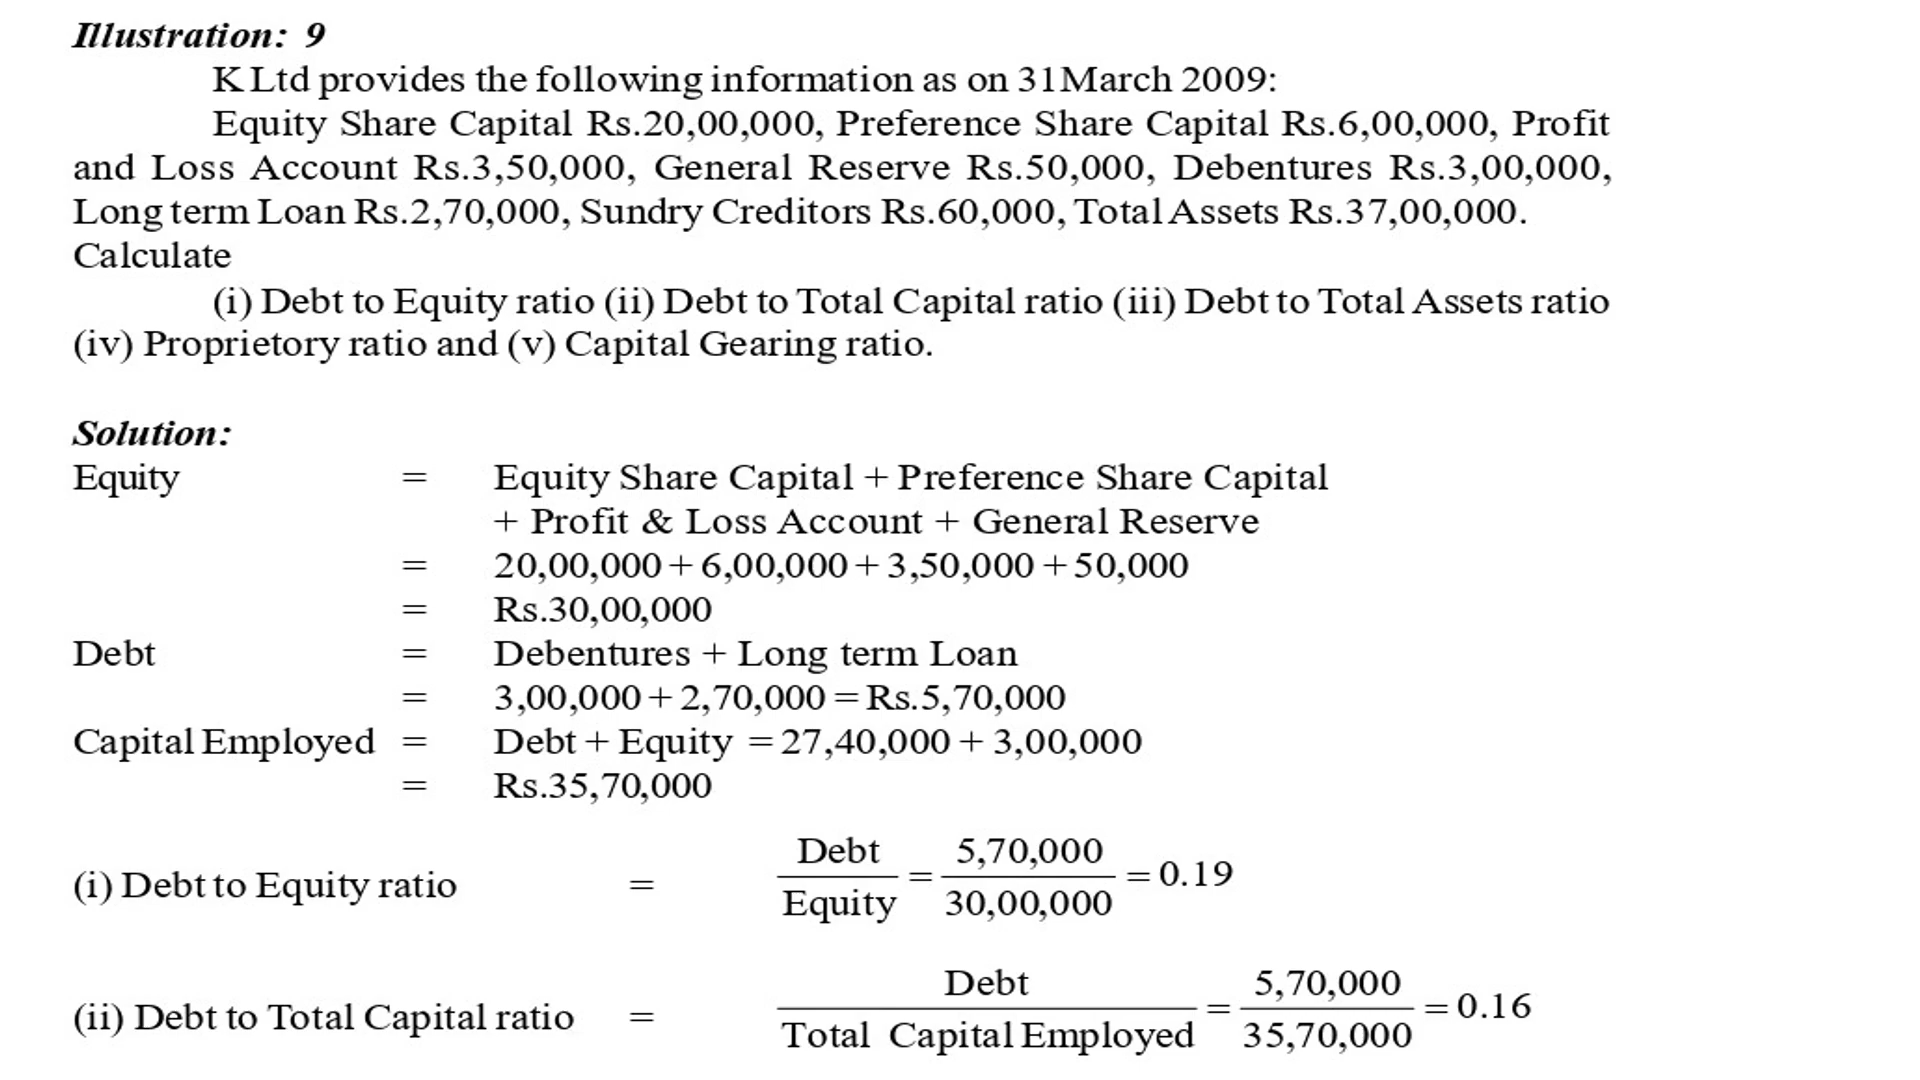 Illustration: 9
K Ltd provides the following information as on 31March 2009:
Equity Share Capital Rs.20,00,000, Preference Share Capital Rs.6,00,000, Profit
and Loss Account Rs.3,50,000, General Reserve Rs.50,000, Debentures Rs.3,00,000,
Long term Loan Rs.2,70,000, Sundry Creditors Rs.60,000, Total Assets Rs.37,00,000.
Calculate
(i) Debt to Equity ratio (ii) Debt to Total Capital ratio (iii) Debt to Total Assets ratio
(iv) Proprietory ratio and (v) Capital Gearing ratio.
Solution:
Equity = Equity Share Capital + Preference Share Capital
+ Profit & Loss Account + General Reserve
= 20,00,000 + 6,00,000 + 3,50,000 + 50,000
= Rs.30,00,000
Debt = Debentures + Long term Loan
= 3,00,000 + 2,70,000 = Rs.5,70,000
Capital Employed = Debt + Equity = 27,40,000 + 3,00,000
= Rs.35,70,000
Debt 5,70,000
(i) Debt to Equity ratio = = = 0.19
Equity 30,00,000
Debt 5,70,000
(ii) Debt to Total Capital ratio = = = 0.16
Total Capital Employed 35,70,000